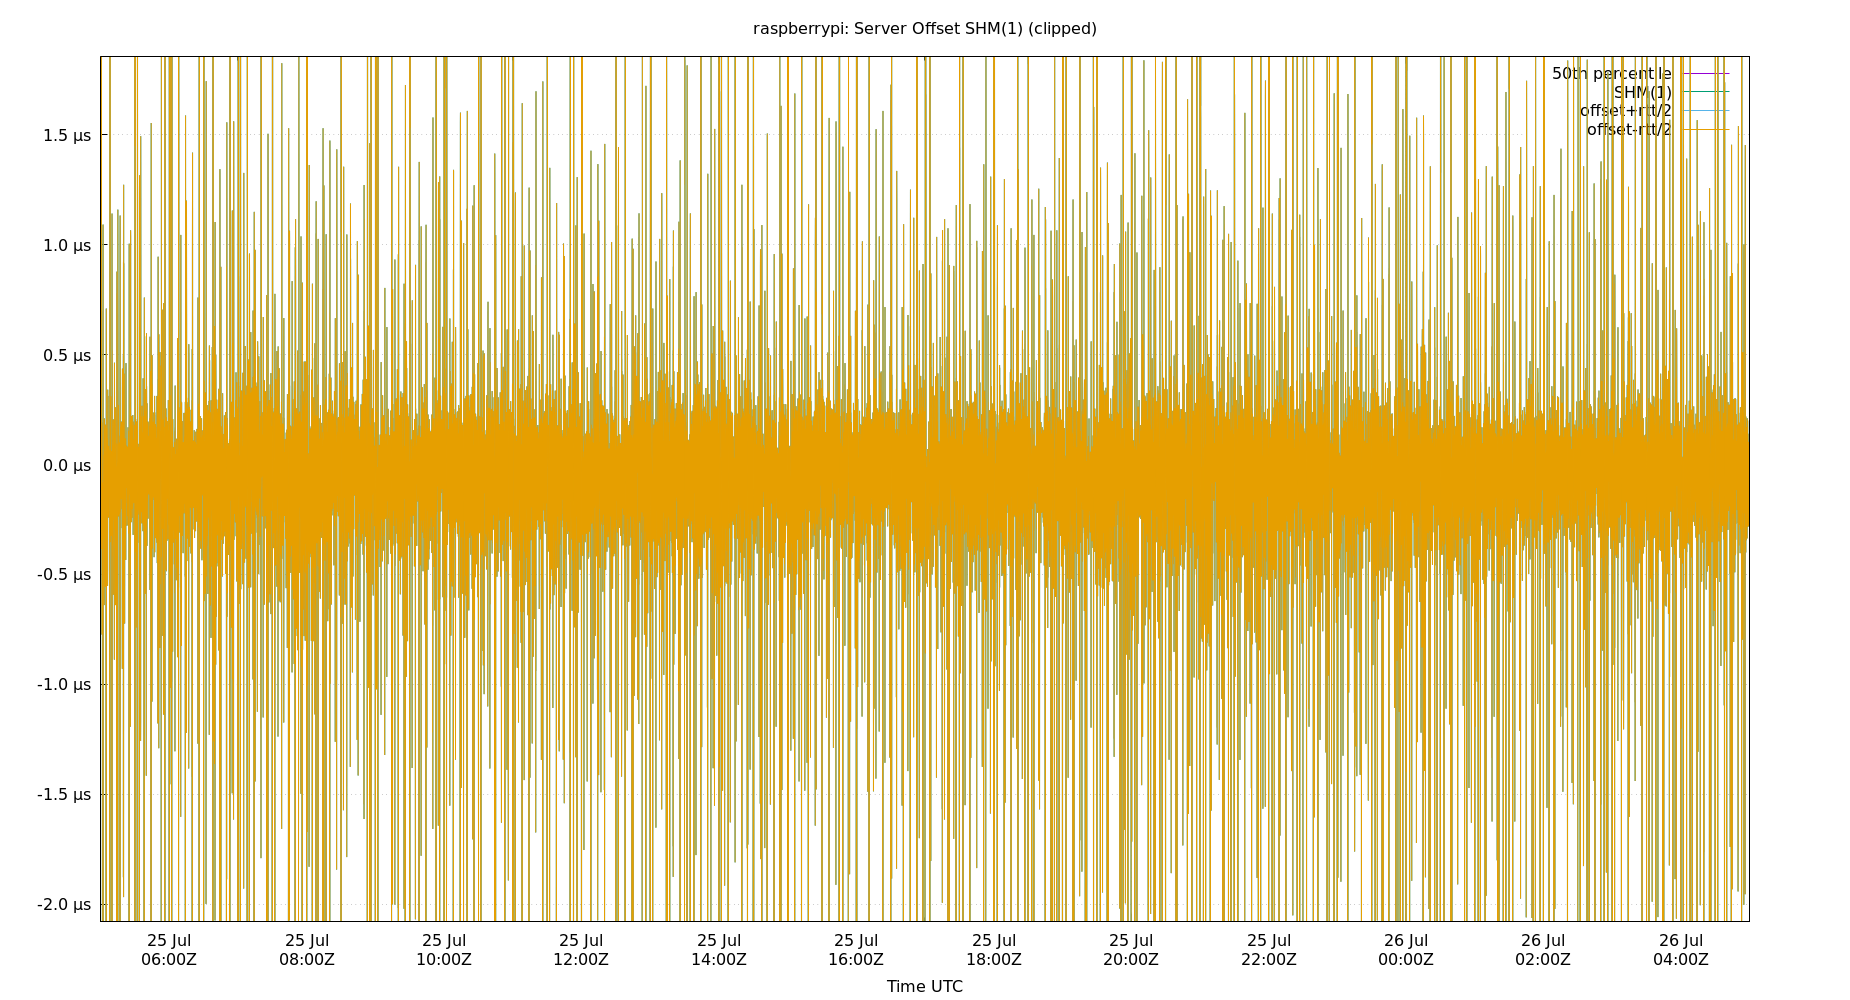 raspberrypi: Server Offset SHM(1) (clipped)
50th percentile
SHM(1)
offset+rtt/2
offset-rtt/2
1.5 µs
1.0 µs
0.5 µs
0.0 µs
-0.5 µs
-1.0 µs
-1.5 µs
-2.0 µs
25 Jul 25 Jul 25 Jul 25 Jul 25 Jul 25 Jul 25 Jul 25 Jul 25 Jul 26 Jul 26 Jul 26 Jul
06:00Z 08:00Z 10:00Z 12:00Z 14:00Z 16:00Z 18:00Z 20:00Z 22:00Z 00:00Z 02:00Z 04:00Z
Time UTC